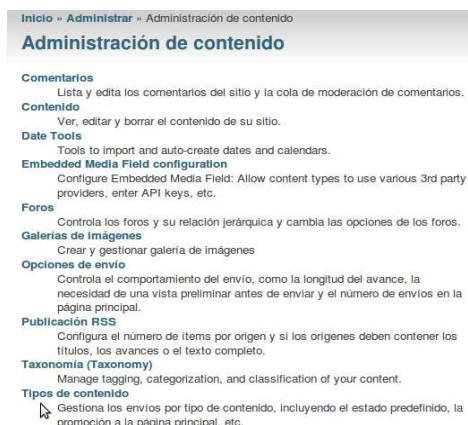 Inicio » Administrar » Administración de contenido
Administración de contenido
Comentarios
Lista y edita los comentarios del sitio y la cola de moderación de comentarios.
Contenido
Ver, editar y borrar el contenido de su sitio.
Date Tools
Tools to import and auto-create dates and calendars.
Embedded Media Field configuration
Configure Embedded Media Field: Allow content types to use various 3rd party
providers, enter API keys, etc.
Foros
Controla los foros y su relación jerárquica y cambia las opciones de los foros.
Galerías de imágenes
Crear y gestionar galería de imágenes
Opciones de envío
Controla el comportamiento del envío, como la longitud del avance, la
necesidad de una vista preliminar antes de enviar y el número de envíos en la
página principal.
Publicación RSS
Configura el número de ítems por origen y si los orígenes deben contener los
títulos, los avances o el texto completo.
Taxonomía (Taxonomy)
Manage tagging, categorization, and classification of your content.
Tipos de contenido
Gestiona los envíos por tipo de contenido, incluyendo el estado predefinido, la
promoción a la página principal, etc.